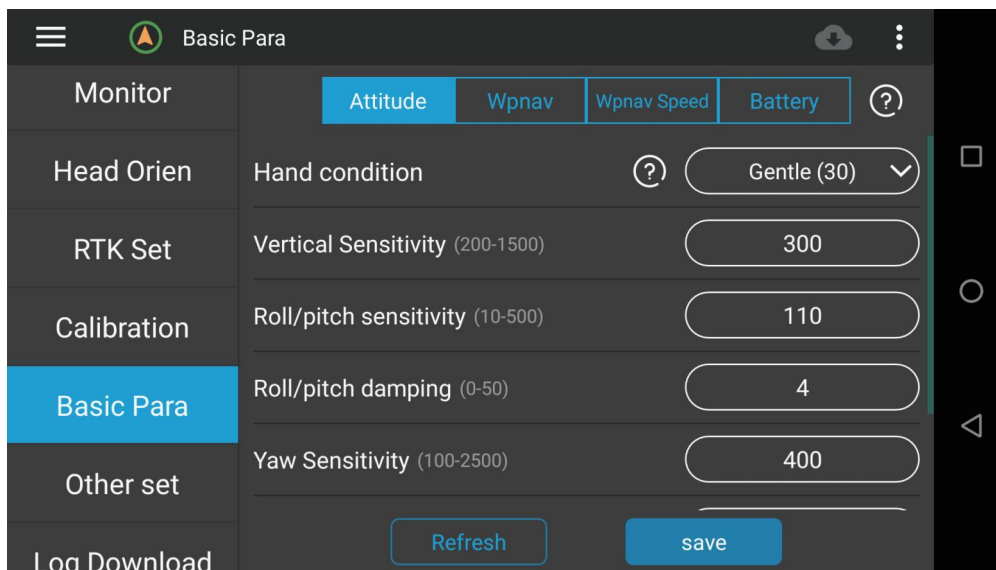 Basic Para
Monitor
Head Orien
RTK Set
Calibration
Basic Para
Other set
Log Download
Attitude Wpnav Wpnav Speed Battery ?
Hand condition ? Gentle (30)
Vertical Sensitivity (200-1500) 300
Roll/pitch sensitivity (10-500) 110
Roll/pitch damping (0-50) 4
Yaw Sensitivity (100-2500) 400
Refresh save